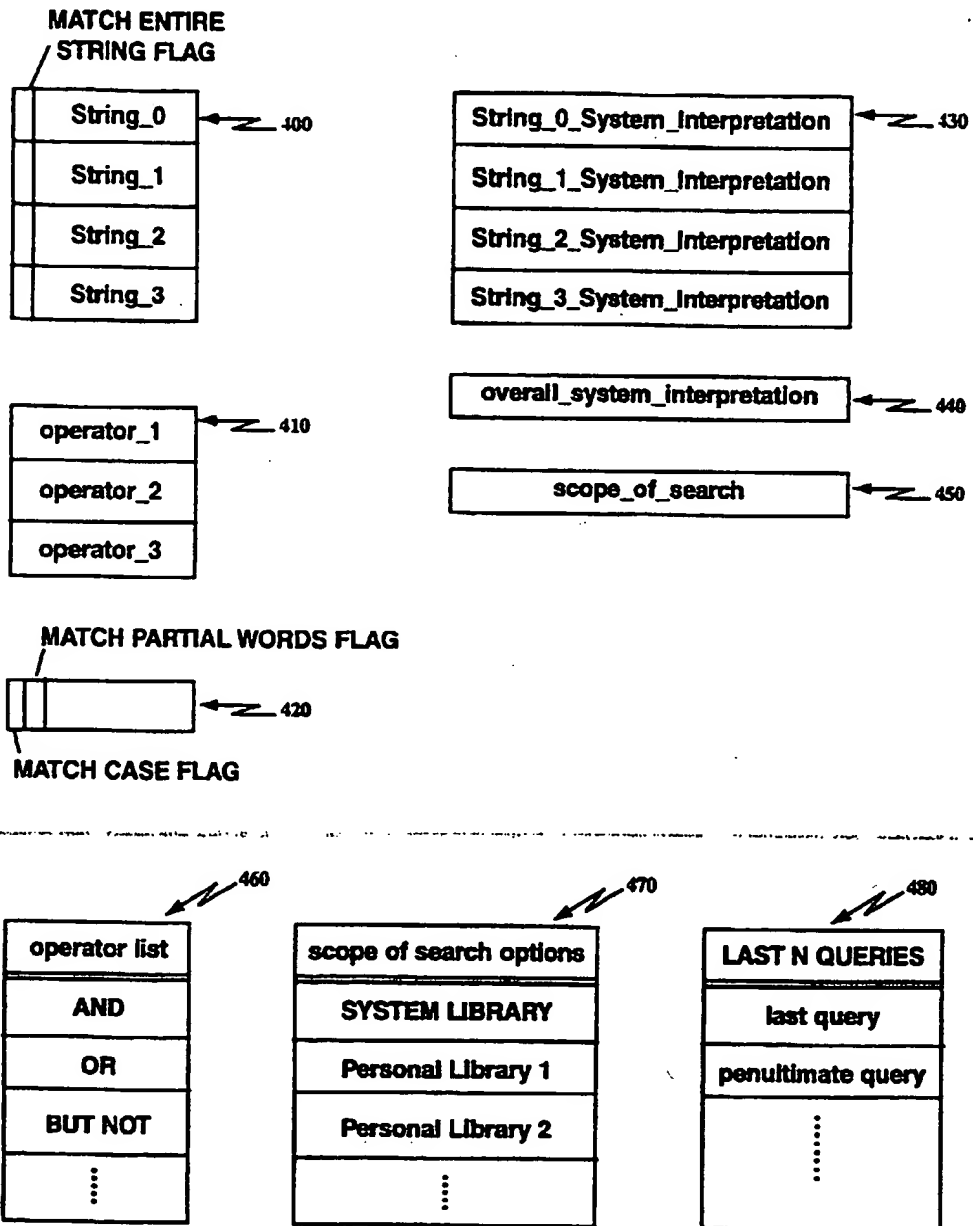 MATCH ENTIRE
STRING FLAG
String_0
400
String_1
String_2
String_3
String_0_System_Interpretation
430
String_1_System_Interpretation
String_2_System_Interpretation
String_3_System_Interpretation
operator_1
410
operator_2
operator_3
overall_system_interpretation
440
scope_of_search
450
MATCH PARTIAL WORDS FLAG
420
MATCH CASE FLAG
460
operator list
AND
OR
BUT NOT
470
scope of search options
SYSTEM LIBRARY
Personal Library 1
Personal Library 2
480
LAST N QUERIES
last query
penultimate query